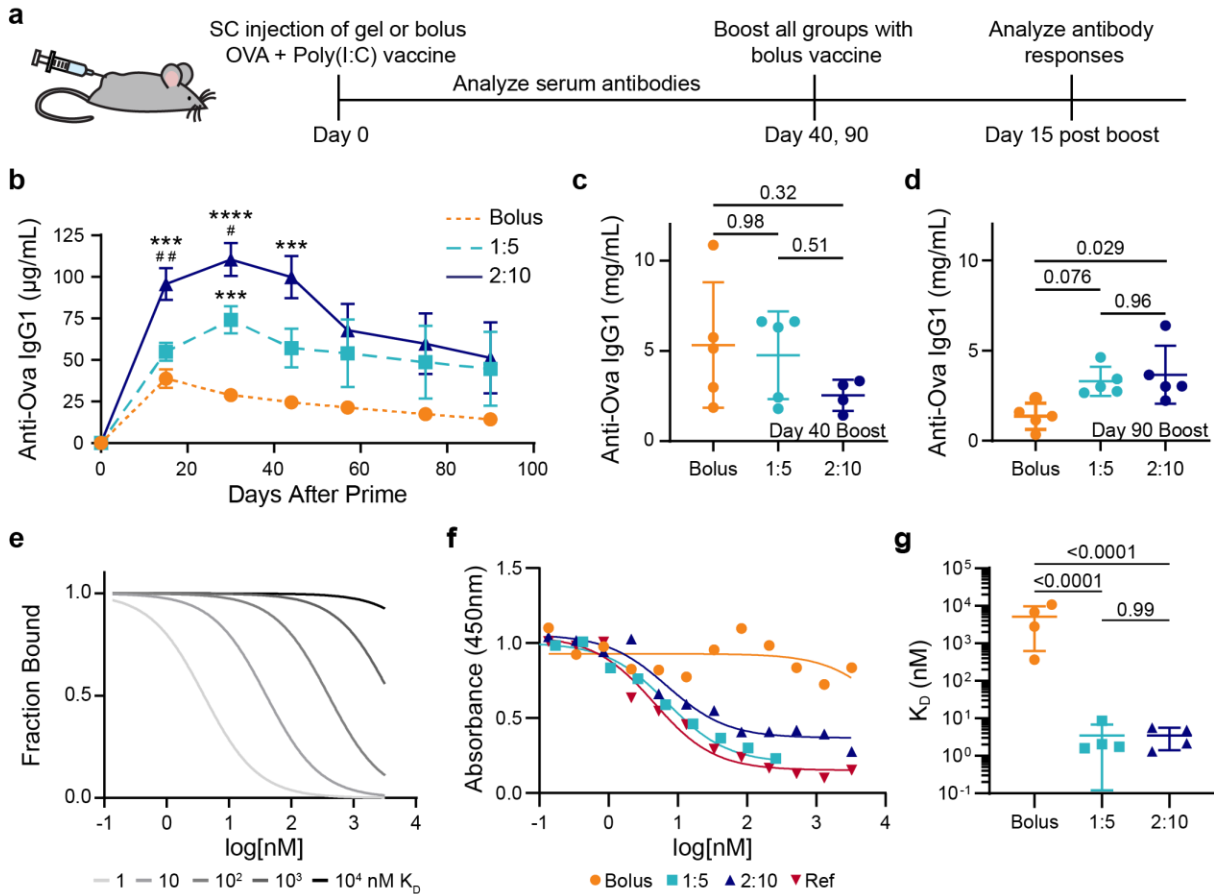 a
SC injection of gel or bolus
OVA + Poly(I:C) vaccine
Analyze serum antibodies
Boost all groups with
bolus vaccine
Analyze antibody
responses
Day 0
Day 40, 90
Day 15 post boost
b
Anti-Ova IgG1 (µg/mL)
125
100
75
50
25
0
***
##
****
#
***
***
Bolus
1:5
2:10
0 20 40 60 80 100
Days After Prime
c
Anti-Ova IgG1 (mg/mL)
10
5
0
0.32
0.98
0.51
Day 40 Boost
Bolus 1:5 2:10
d
Anti-Ova IgG1 (mg/mL)
10
5
0
0.029
0.076
0.96
Day 90 Boost
Bolus 1:5 2:10
e
Fraction Bound
1.0
0.5
0.0
-1 0 1 2 3 4
log[nM]
1 10 10² 10³ 10⁴ nM K_D
f
Absorbance (450nm)
1.5
1.0
0.5
0.0
-1 0 1 2 3 4
log[nM]
Bolus 1:5 2:10 Ref
g
K_D (nM)
10⁵
10⁴
10³
10²
10¹
10⁰
10⁻¹
<0.0001
<0.0001
0.99
Bolus 1:5 2:10